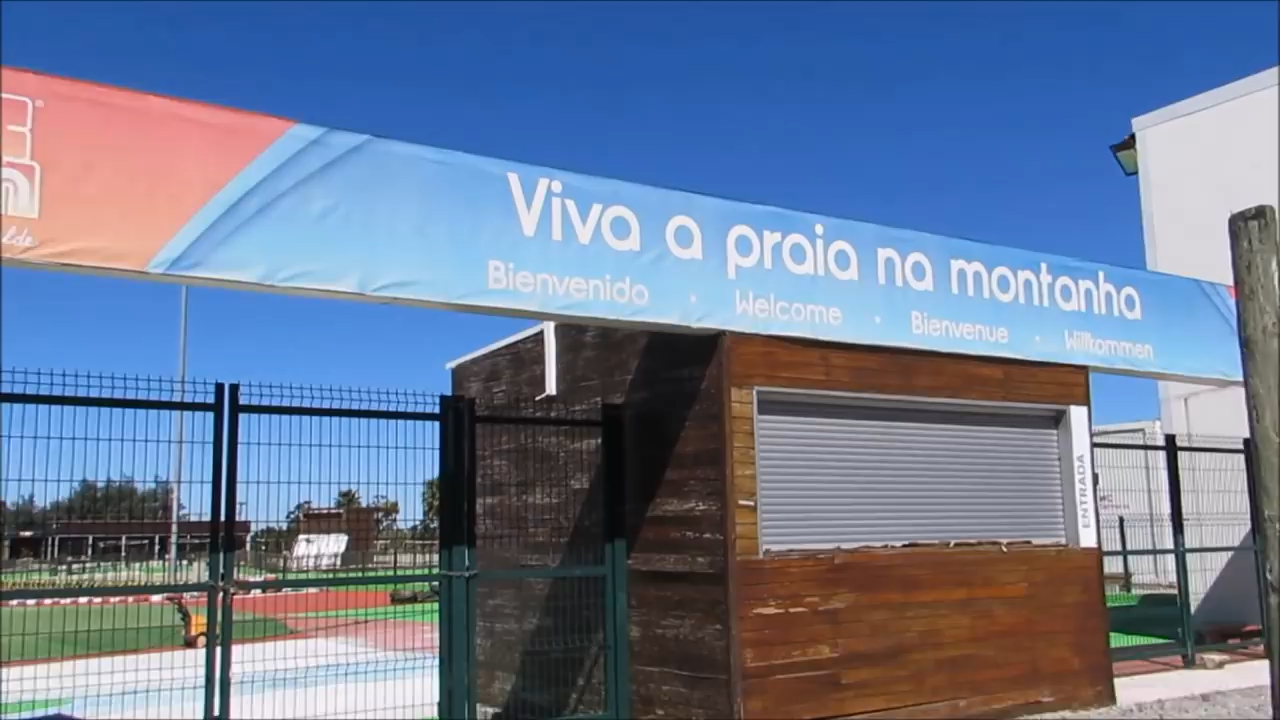 Viva a praia na montanha
Bienvenido · Welcome · Bienvenue · Willkommen
ENTRADA